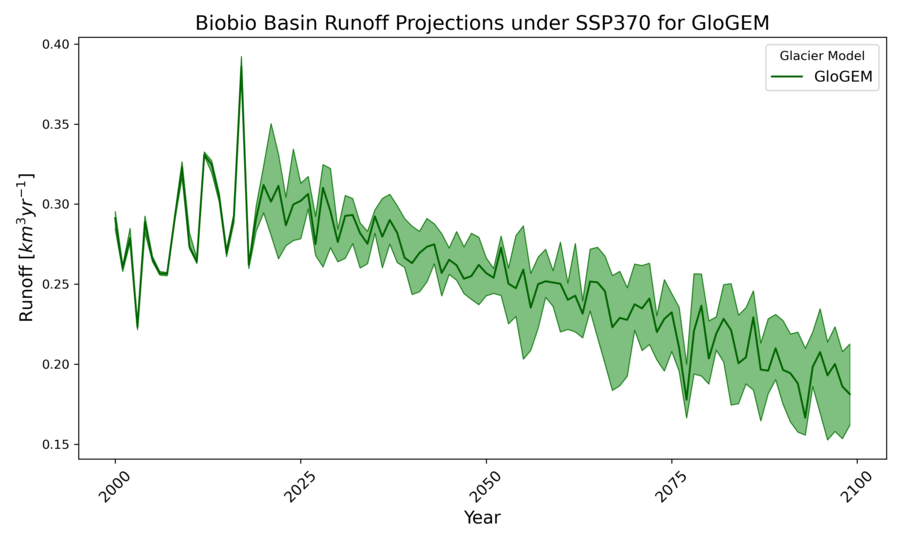 Biobio Basin Runoff Projections under SSP370 for GloGEM
Glacier Model
GloGEM
0.40
0.35
0.30
0.25
0.20
0.15
Runoff [km³yr⁻¹]
2000
2025
2050
2075
2100
Year